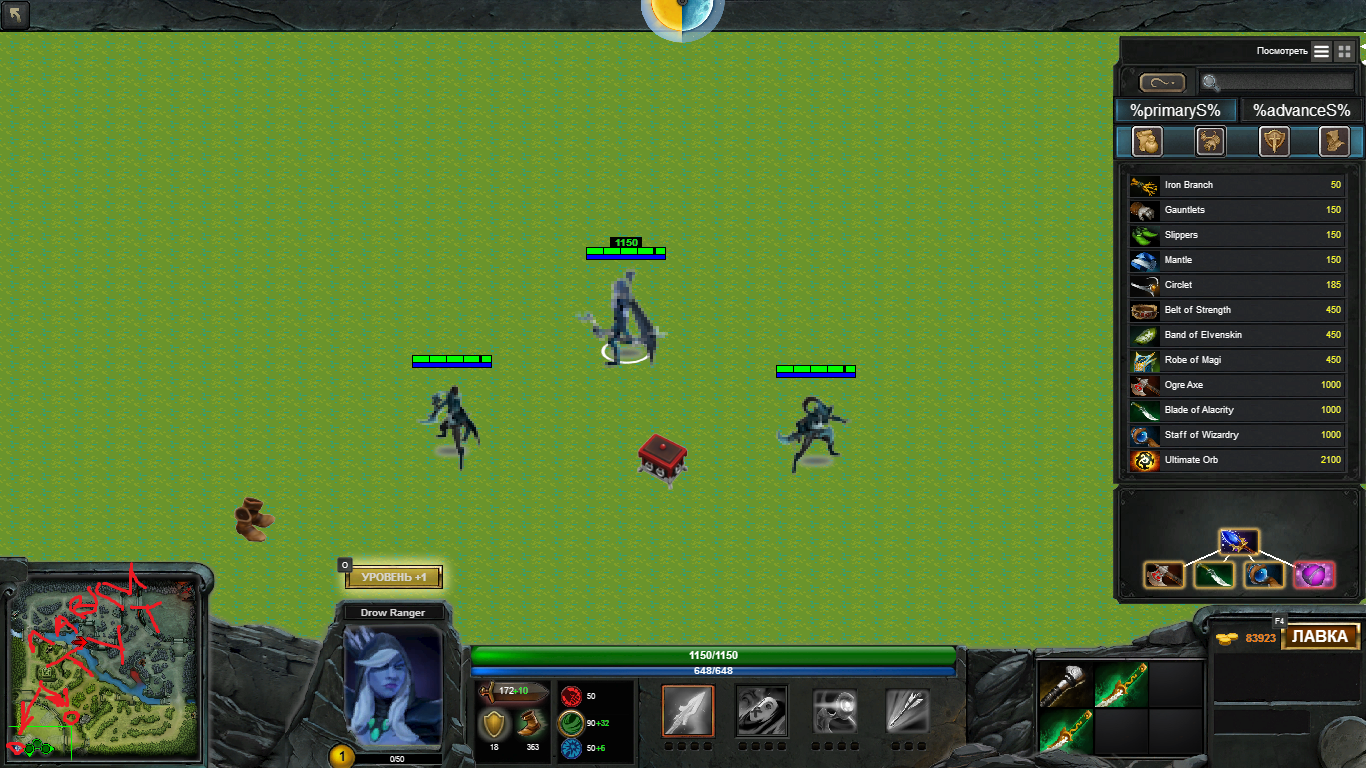 Посмотреть
%primaryS%
%advanceS%
Iron Branch 50
Gauntlets 150
Slippers 150
Mantle 150
Circlet 185
Belt of Strength 450
Band of Elvenskin 450
Robe of Magi 450
Ogre Axe 1000
Blade of Alacrity 1000
Staff of Wizardry 1000
Ultimate Orb 2100
1150
O
УРОВЕНЬ +1
Drow Ranger
1
0/50
1150/1150
648/648
172+10
18
363
50
90+32
50+6
83923
F4
ЛАВКА